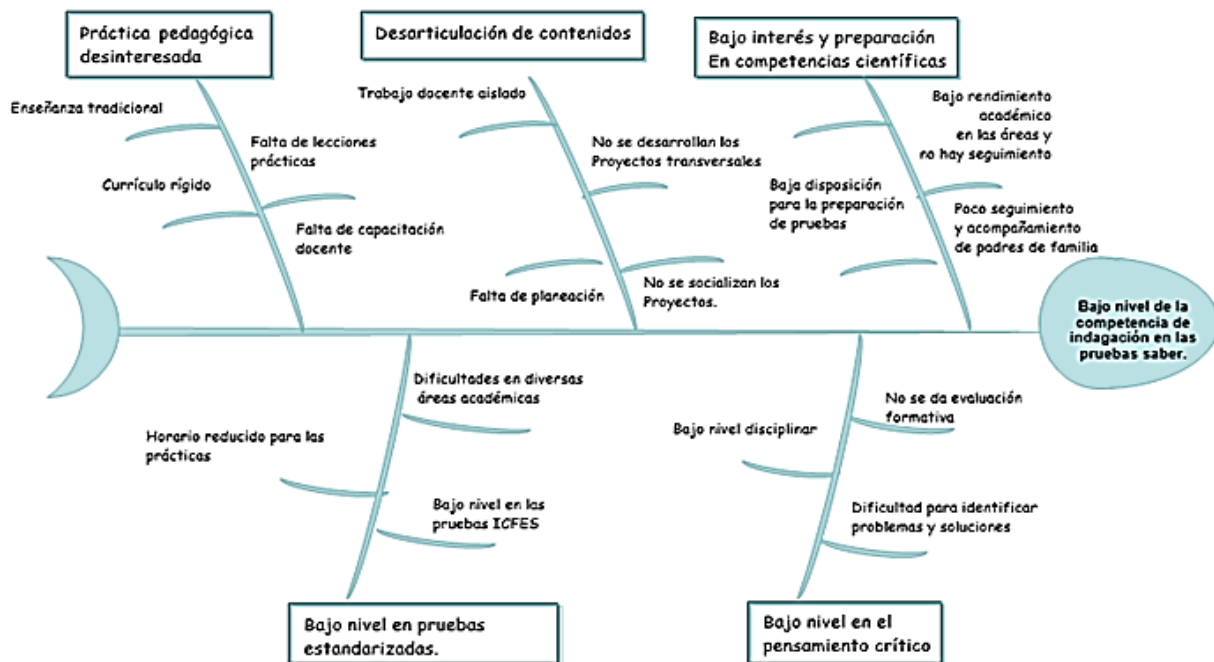 Práctica pedagógica
desinteresada
Desarticulación de contenidos
Bajo interés y preparación
En competencias científicas
Enseñanza tradicional
Falta de lecciones
prácticas
Currículo rígido
Falta de capacitación
docente
Trabajo docente aislado
No se desarrollan los
Proyectos transversales
Falta de planeación
No se socializan los
Proyectos.
Bajo rendimiento
académico
en las áreas y
no hay seguimiento
Baja disposición
para la preparación
de pruebas
Poco seguimiento
y acompañamiento
de padres de familia
Bajo nivel de la
competencia de
indagación en las
pruebas saber.
Dificultades en diversas
áreas académicas
Horario reducido para las
prácticas
Bajo nivel en las
pruebas ICFES
No se da evaluación
formativa
Bajo nivel disciplinar
Dificultad para identificar
problemas y soluciones
Bajo nivel en pruebas
estandarizadas.
Bajo nivel en el
pensamiento crítico